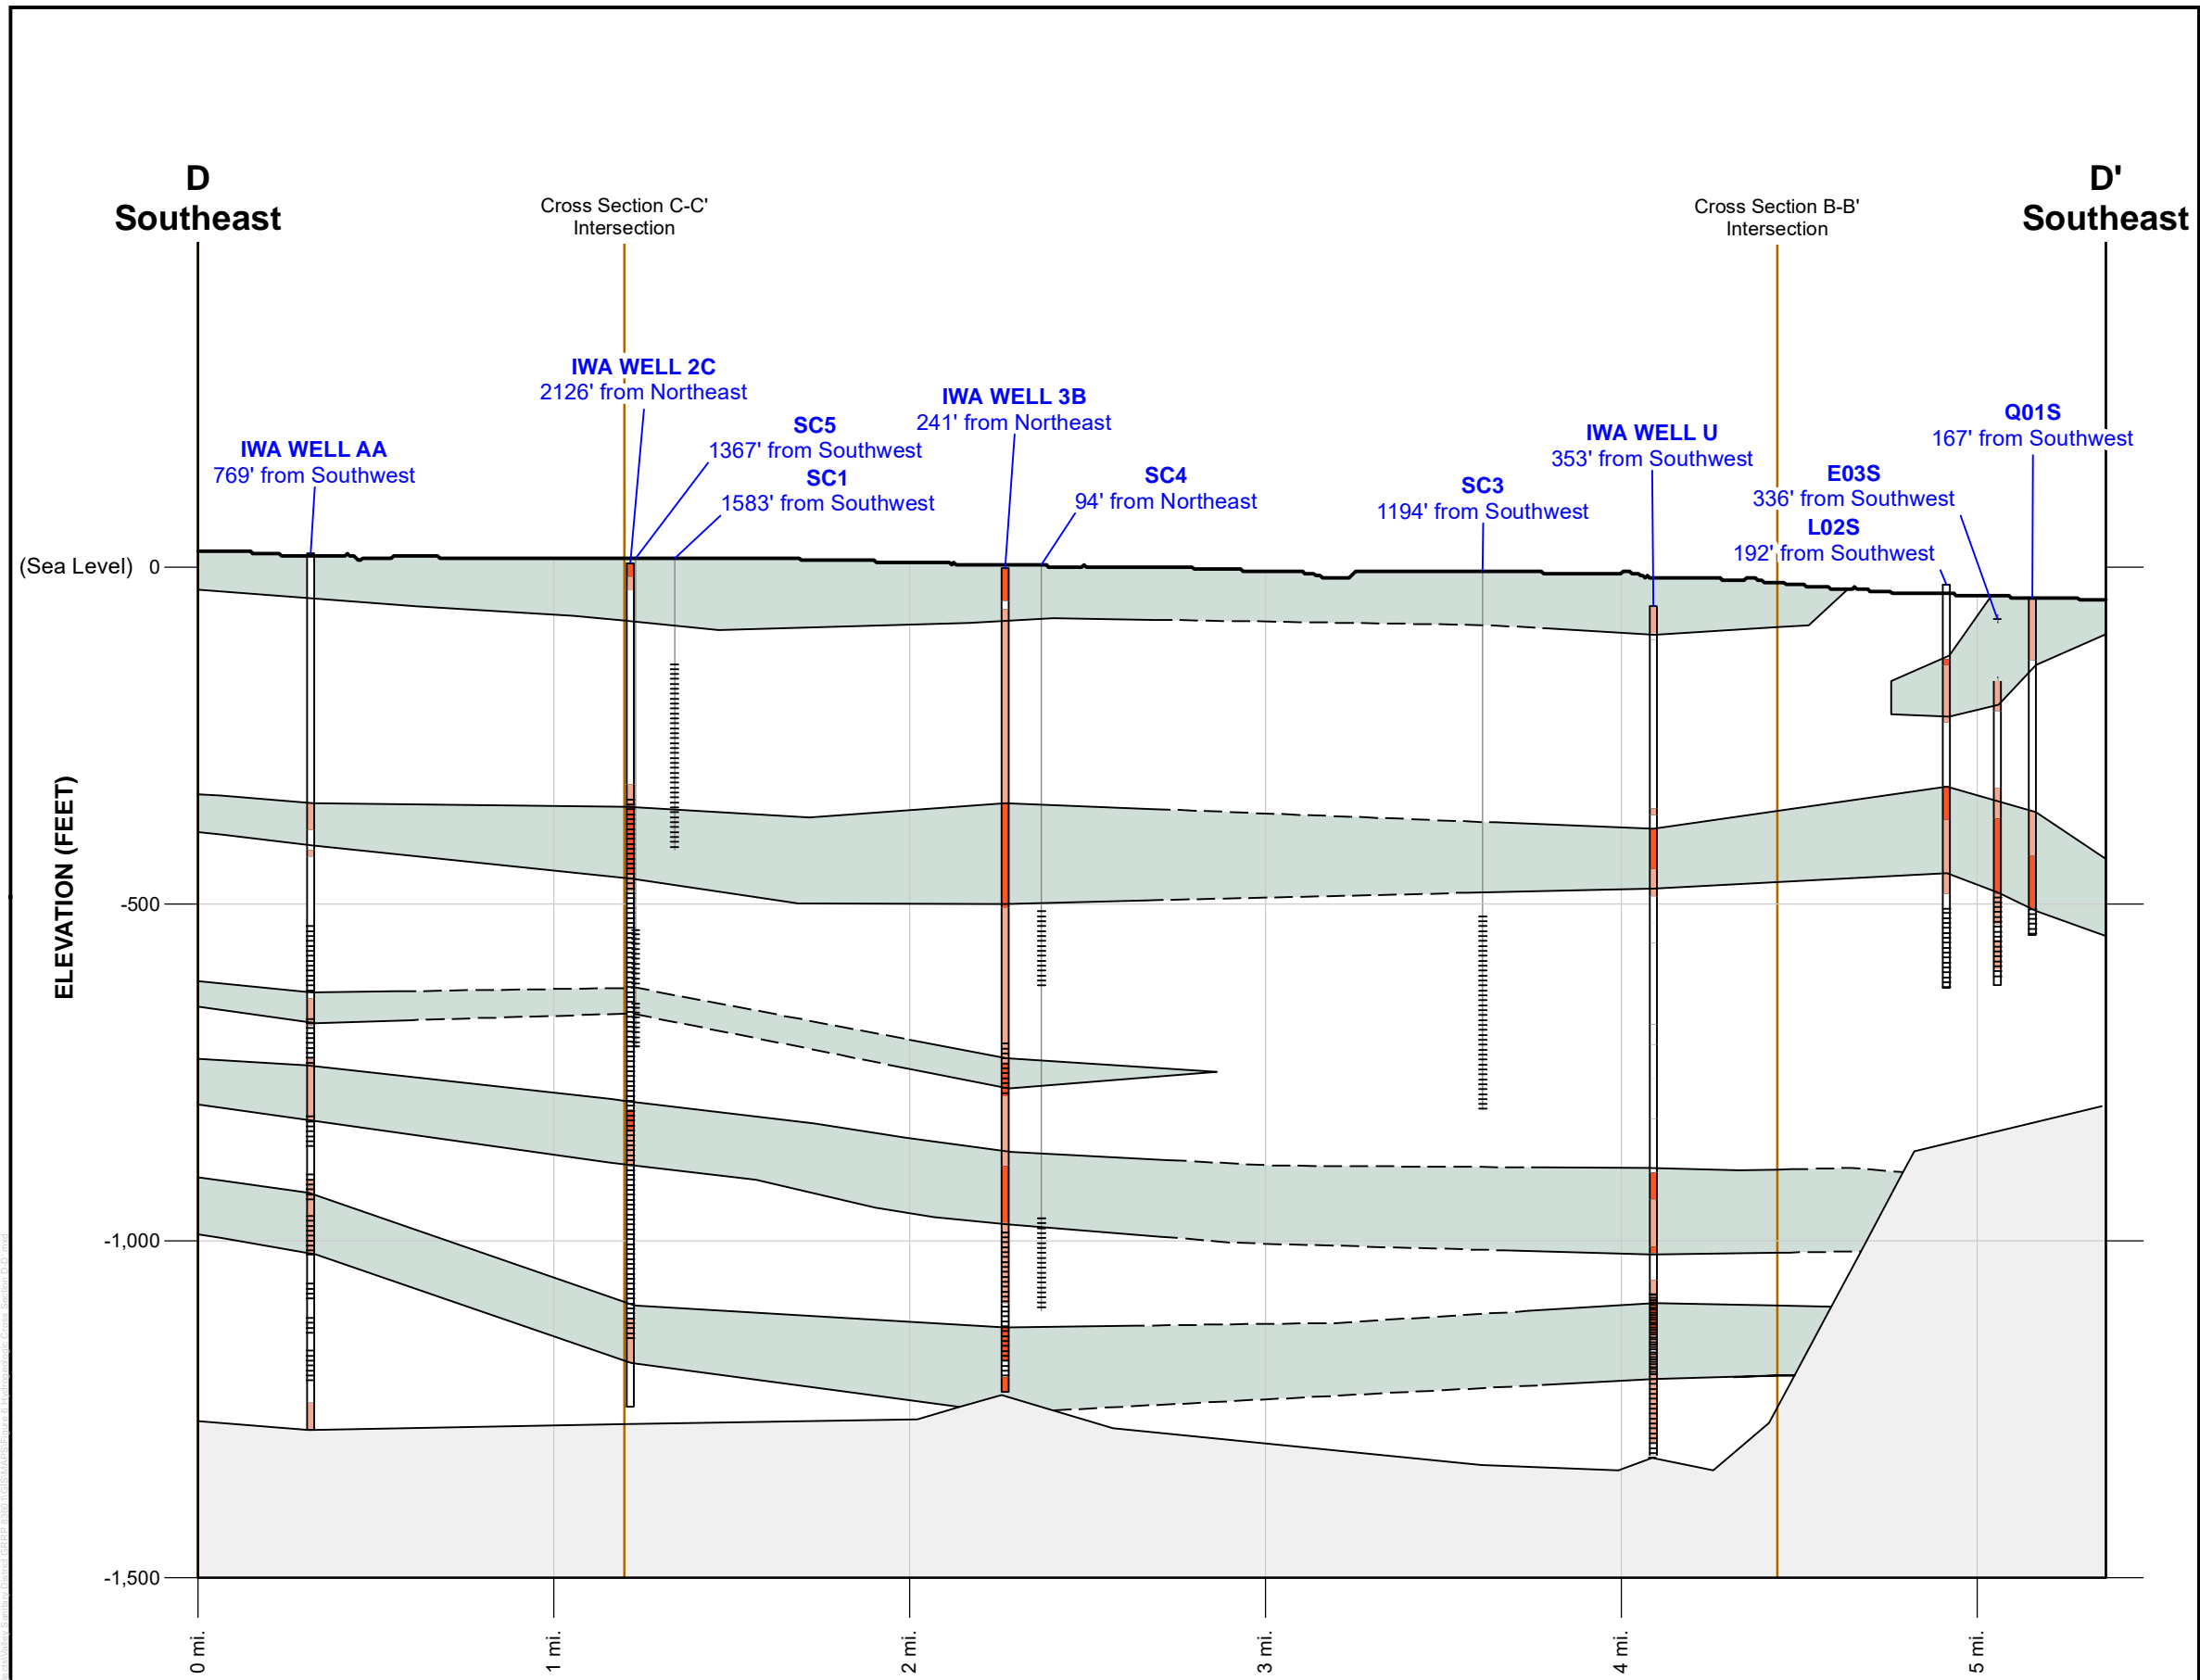 D
Southeast
D'
Southeast
Cross Section C-C'
Intersection
Cross Section B-B'
Intersection
IWA WELL 2C
2126' from Northeast
IWA WELL 3B
241' from Northeast
Q01S
167' from Southwest
SC5
1367' from Southwest
IWA WELL U
353' from Southwest
IWA WELL AA
769' from Southwest
SC1
1583' from Southwest
SC4
94' from Northeast
SC3
1194' from Southwest
E03S
336' from Southwest
L02S
192' from Southwest
(Sea Level) 0
-500
-1,000
-1,500
ELEVATION (FEET)
0 mi.
1 mi.
2 mi.
3 mi.
4 mi.
5 mi.